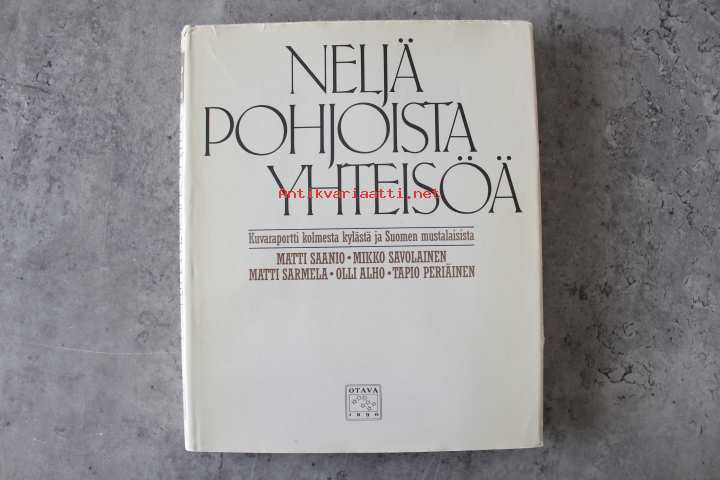 NELJÄ
POHJOISTA
YHTEISÖÄ
Antikvariaatti.net
Kuvaraportti kolmesta kylästä ja Suomen mustalaisista
MATTI SAANIO • MIKKO SAVOLAINEN
MATTI SARMELA • OLLI ALHO • TAPIO PERIÄINEN
OTAVA
1890